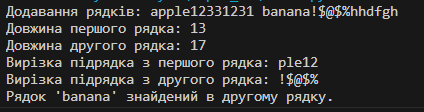 Додавання рядків: apple12331231 banana!$@$%hhdfgh
Довжина першого рядка: 13
Довжина другого рядка: 17
Вирізка підрядка з першого рядка: ple12
Вирізка підрядка з другого рядка: !$@$%
Рядок 'banana' знайдений в другому рядку.